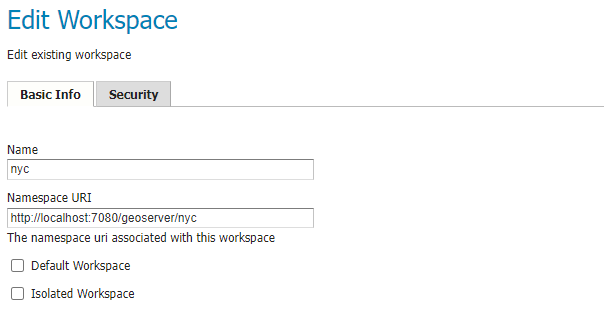 Edit Workspace
Edit existing workspace
Basic Info Security
Name
nyc
Namespace URI
http://localhost:7080/geoserver/nyc
The namespace uri associated with this workspace
Default Workspace
Isolated Workspace